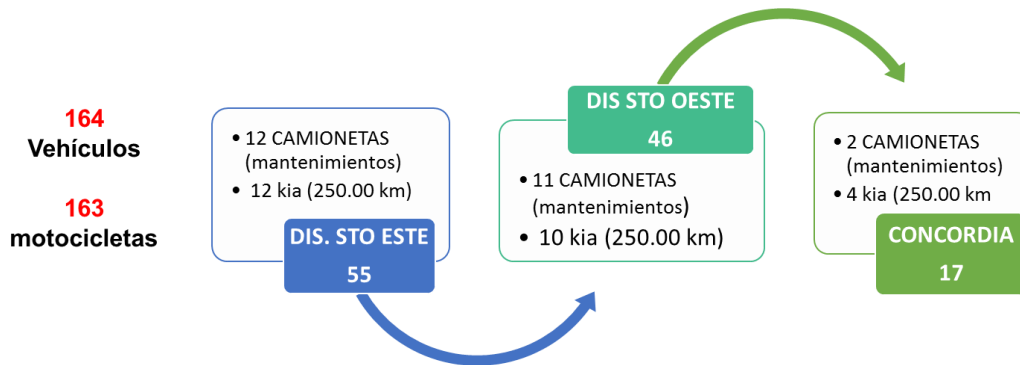 164
Vehículos
163
motocicletas
• 12 CAMIONETAS
(mantenimientos)
• 12 kia (250.00 km)
DIS. STO ESTE
55
DIS STO OESTE
46
• 11 CAMIONETAS
(mantenimientos)
• 10 kia (250.00 km)
• 2 CAMIONETAS
(mantenimientos)
• 4 kia (250.00 km
CONCORDIA
17